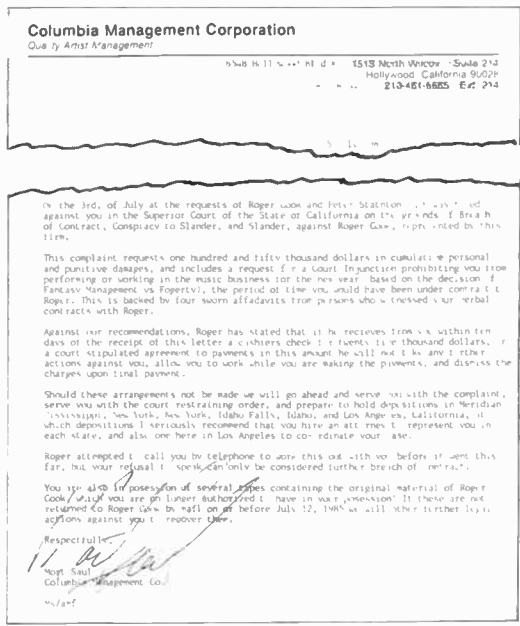 Columbia Management Corporation
Quality Artist Management
1513 North Wilcox Suite 214
Hollywood California 90028
213-461-6665 Ext 214
On the 3rd, of July at the requests of Roger Cook and Peter
against you in the Superior Court of the State of California on the grounds of Breach
of Contract, Conspiacy to Slander, and Slander, against Roger Cook, represented by this
firm.
This complaint requests one hundred and fifty thousand dollars in cumulative personal
and punitive damages, and includes a request for a Court Injunction prohibiting you from
performing or working in the music business for the next year based on the decision of
Fantasy Management vs Fogerty), the period of time you would have been under contract
Roger. This is backed by four sworn affadavits from persons who witnessed your verbal
contracts with Roger.
Against our recommendations, Roger has stated that if he recieves from you within ten
days of the receipt of this letter a cashiers check for twenty five thousand dollars, or
a court stipulated agreement to payments in this amount he will not take any further
actions against you, allow you to work while you are making the payments, and dismiss the
charges upon final payment.
Should these arrangements not be made we will go ahead and serve you with the complaint,
serve you with the court restraining order, and prepare to hold depositions in Meridian
Mississippi, New York, New York, Idaho Falls, Idaho, and Los Angeles, California,
which depositions I seriously recommend that you hire an attorney to represent you in
each state, and also one here in Los Angeles to co-ordinate your case.
Roger attempted to call you by telephone to work this out with you before it went this
far, but your refusal to speak can only be considered further breich of contract.
You are also in posession of several tapes containing the original material of Roger
Cook, which you are no longer authorized to have in your posession. If these are not
returned to Roger Cook by mail on or before July 12, 1985 we will further legal
actions against you to recover them.
Respectfully
Mort Saul
Columbia Management Co.